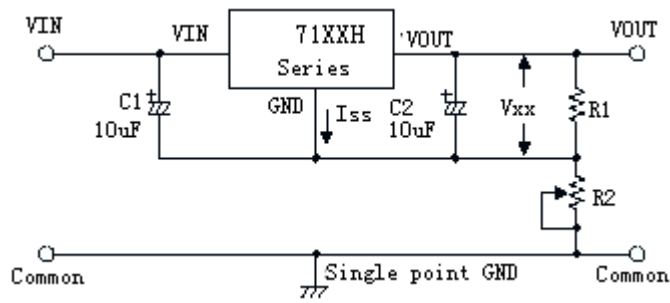 VIN
VIN
71XXH
Series
VOUT
VOUT
C1
10uF
GND
Iss
C2
10uF
Vxx
R1
R2
Common
Single point GND
Common